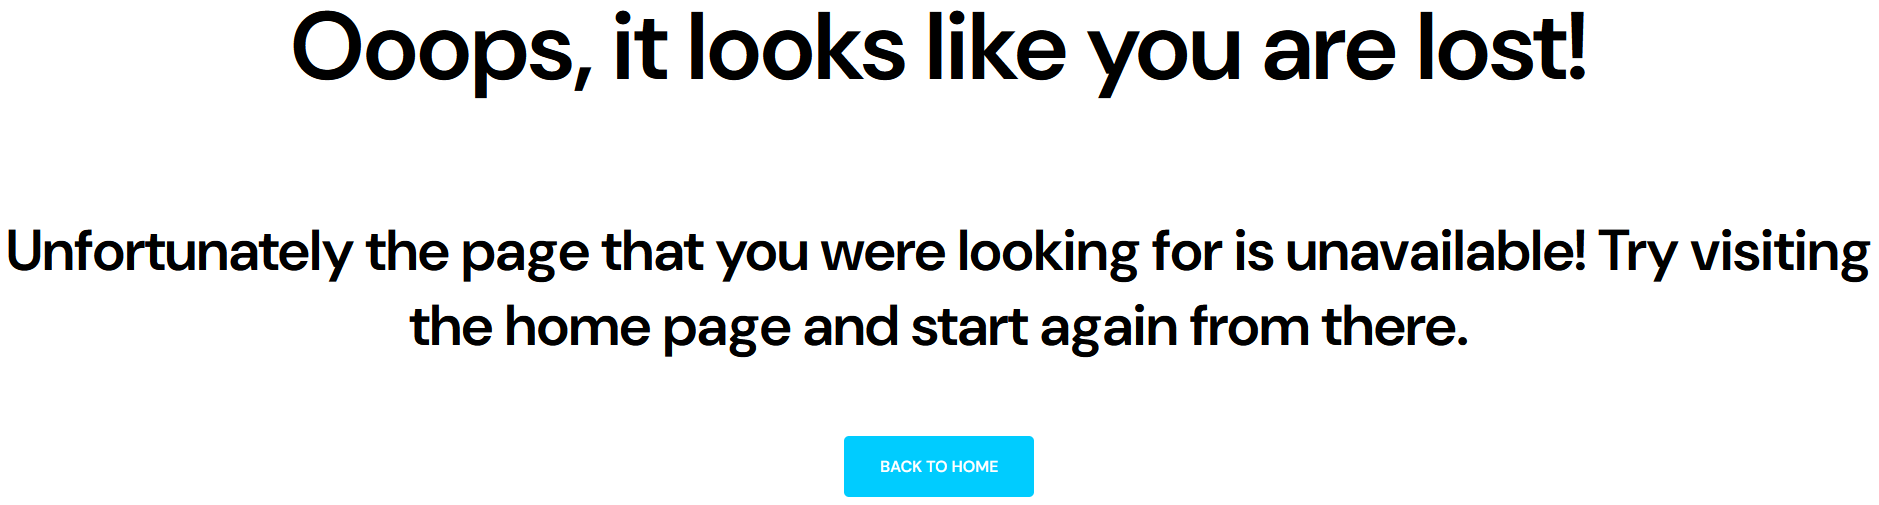 Ooops, it looks like you are lost!
Unfortunately the page that you were looking for is unavailable! Try visiting
the home page and start again from there.
BACK TO HOME